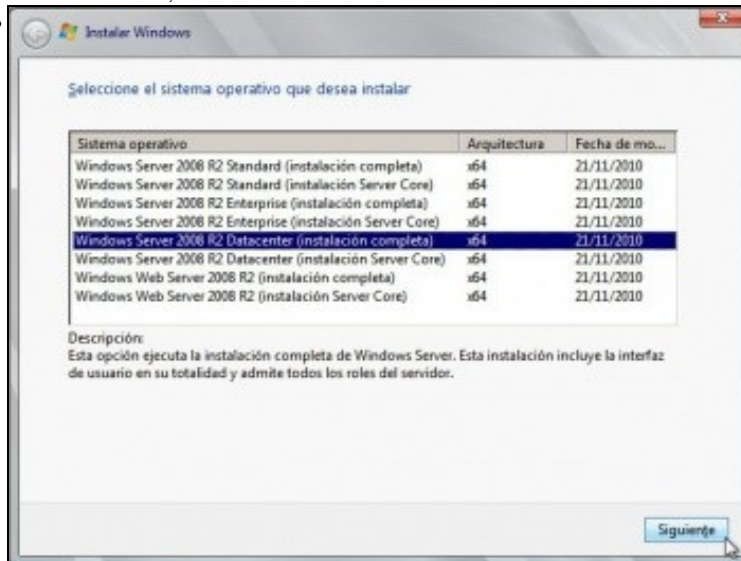 Instalar Windows
Seleccione el sistema operativo que desea instalar
Sistema operativo Arquitectura Fecha de mo...
Windows Server 2008 R2 Standard (instalación completa) x64 21/11/2010
Windows Server 2008 R2 Standard (instalación Server Core) x64 21/11/2010
Windows Server 2008 R2 Enterprise (instalación completa) x64 21/11/2010
Windows Server 2008 R2 Enterprise (instalación Server Core) x64 21/11/2010
Windows Server 2008 R2 Datacenter (instalación completa) x64 21/11/2010
Windows Server 2008 R2 Datacenter (instalación Server Core) x64 21/11/2010
Windows Web Server 2008 R2 (instalación completa) x64 21/11/2010
Windows Web Server 2008 R2 (instalación Server Core) x64 21/11/2010
Descripción:
Esta opción ejecuta la instalación completa de Windows Server. Esta instalación incluye la interfaz
de usuario en su totalidad y admite todos los roles del servidor.
Siguiente